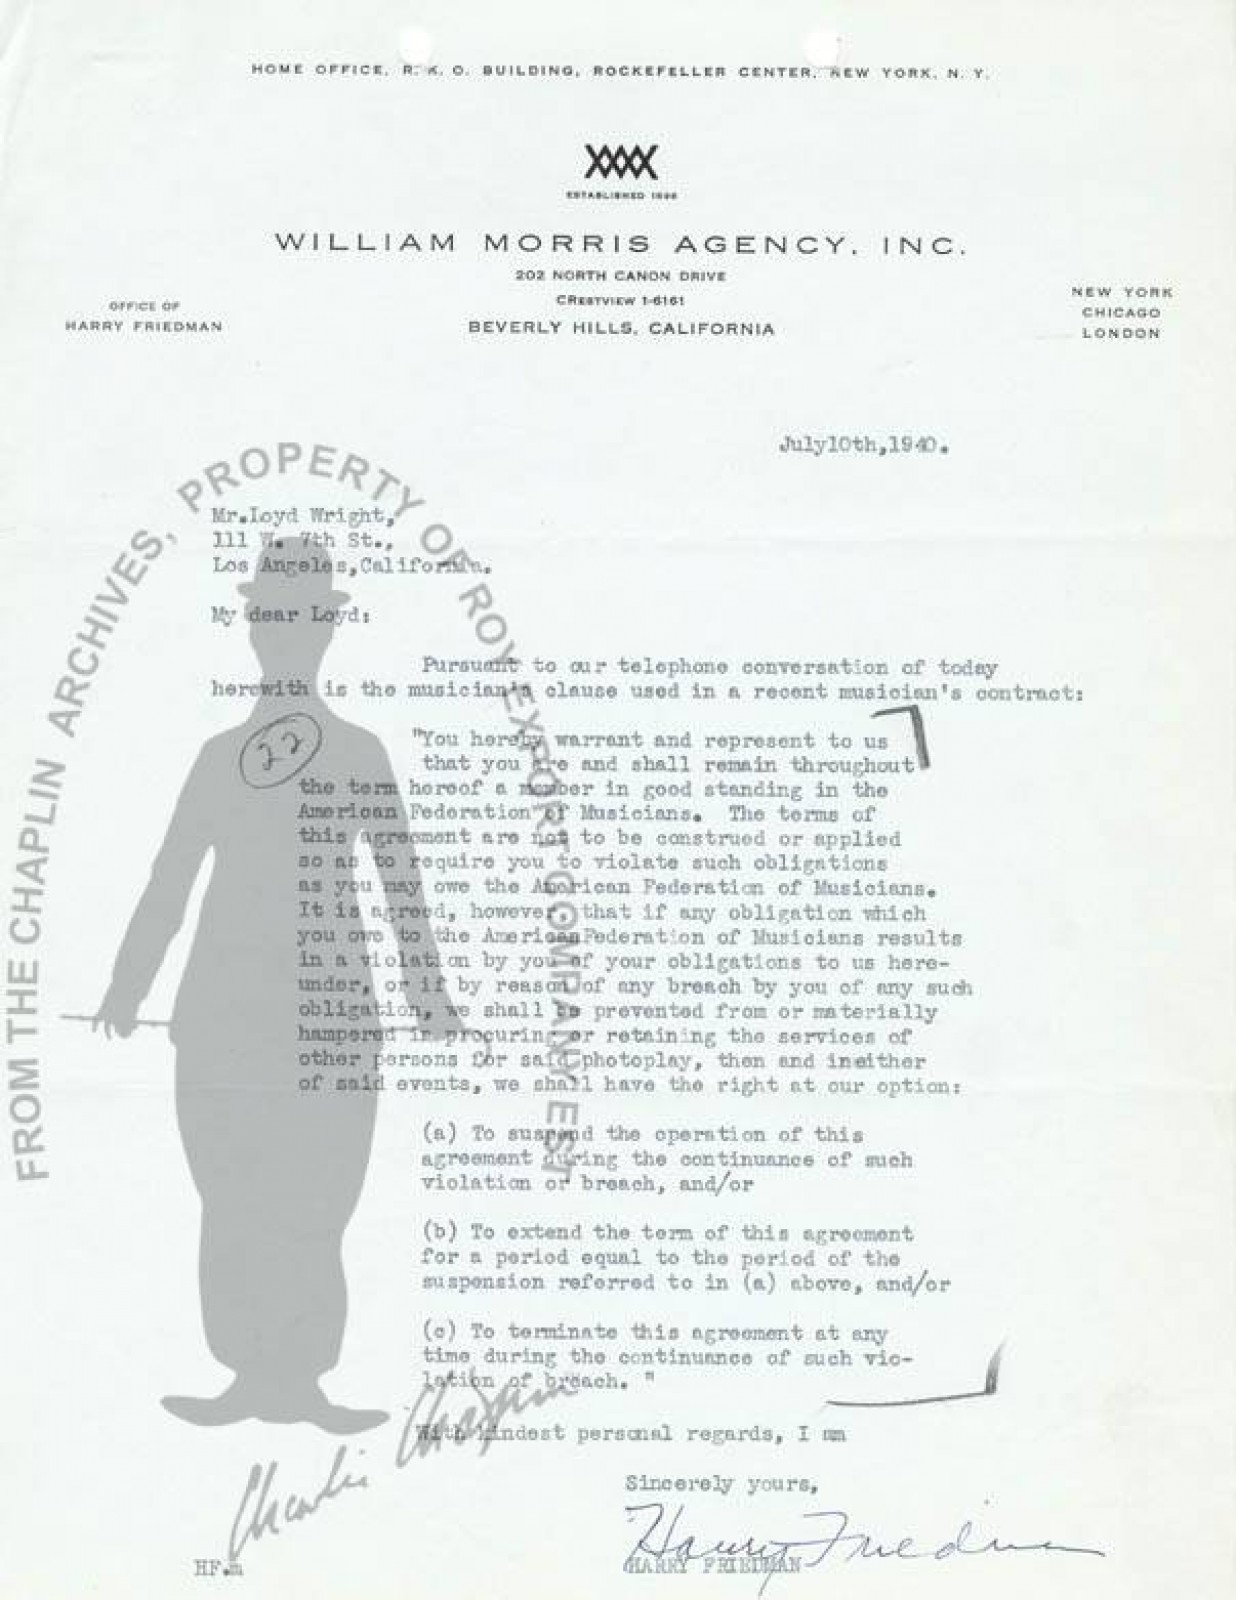 HOME OFFICE, R. K. O. BUILDING, ROCKEFELLER CENTER, NEW YORK, N. Y.
ESTABLISHED 1898
WILLIAM MORRIS AGENCY, INC.
202 NORTH CANON DRIVE
CRESTVIEW 1-6161
BEVERLY HILLS, CALIFORNIA
OFFICE OF
HARRY FRIEDMAN
NEW YORK
CHICAGO
LONDON
July10th,1940.
Mr.Loyd Wright,
111 W. 7th St.,
Los Angeles,California.
My dear Loyd:
Pursuant to our telephone conversation of today
herewith is the musician's clause used in a recent musician's contract:
22
"You hereby warrant and represent to us
that you are and shall remain throughout
the term hereof a member in good standing in the
American Federation of Musicians. The terms of
this agreement are not to be construed or applied
so as to require you to violate such obligations
as you may owe the American Federation of Musicians.
It is agreed, however, that if any obligation which
you owe to the AmericanFederation of Musicians results
in a violation by you of your obligations to us here-
under, or if by reason of any breach by you of any such
obligation, we shall be prevented from or materially
hampered in procuring or retaining the services of
other persons for said photoplay, then and ineither
of said events, we shall have the right at our option:
(a) To suspend the operation of this
agreement during the continuance of such
violation or breach, and/or
(b) To extend the term of this agreement
for a period equal to the period of the
suspension referred to in (a) above, and/or
(c) To terminate this agreement at any
time during the continuance of such vio-
lation of breach. "
With kindest personal regards, I am
Sincerely yours,
Harry Friedman
HARRY FRIEDMAN
HF.m
FROM THE CHAPLIN ARCHIVES, PROPERTY OF ROY EXPORT COMPANY EST
Charlie Chaplin